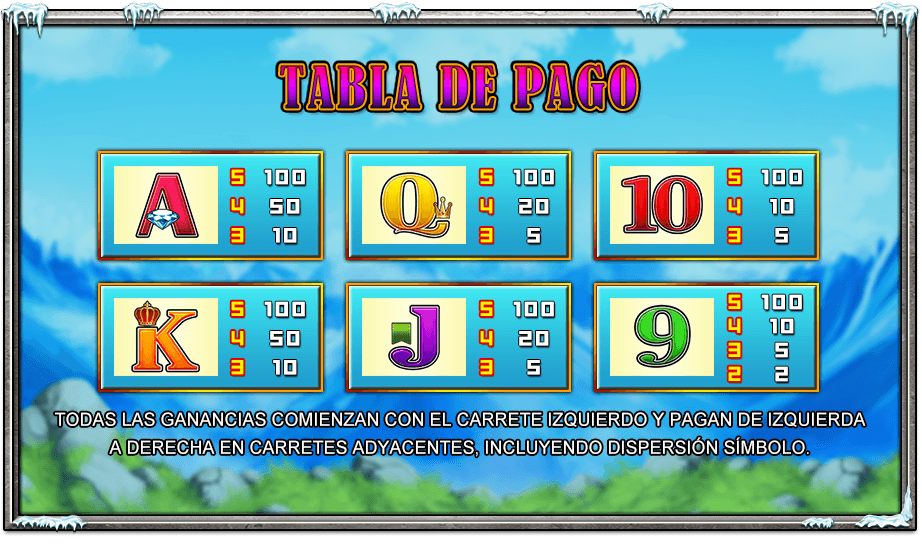 TABLA DE PAGO
A 5 100
4 50
3 10
Q 5 100
4 20
3 5
10 5 100
4 10
3 5
K 5 100
4 50
3 10
J 5 100
4 20
3 5
9 5 100
4 10
3 5
2 2
TODAS LAS GANANCIAS COMIENZAN CON EL CARRETE IZQUIERDO Y PAGAN DE IZQUIERDA
A DERECHA EN CARRETES ADYACENTES, INCLUYENDO DISPERSIÓN SÍMBOLO.